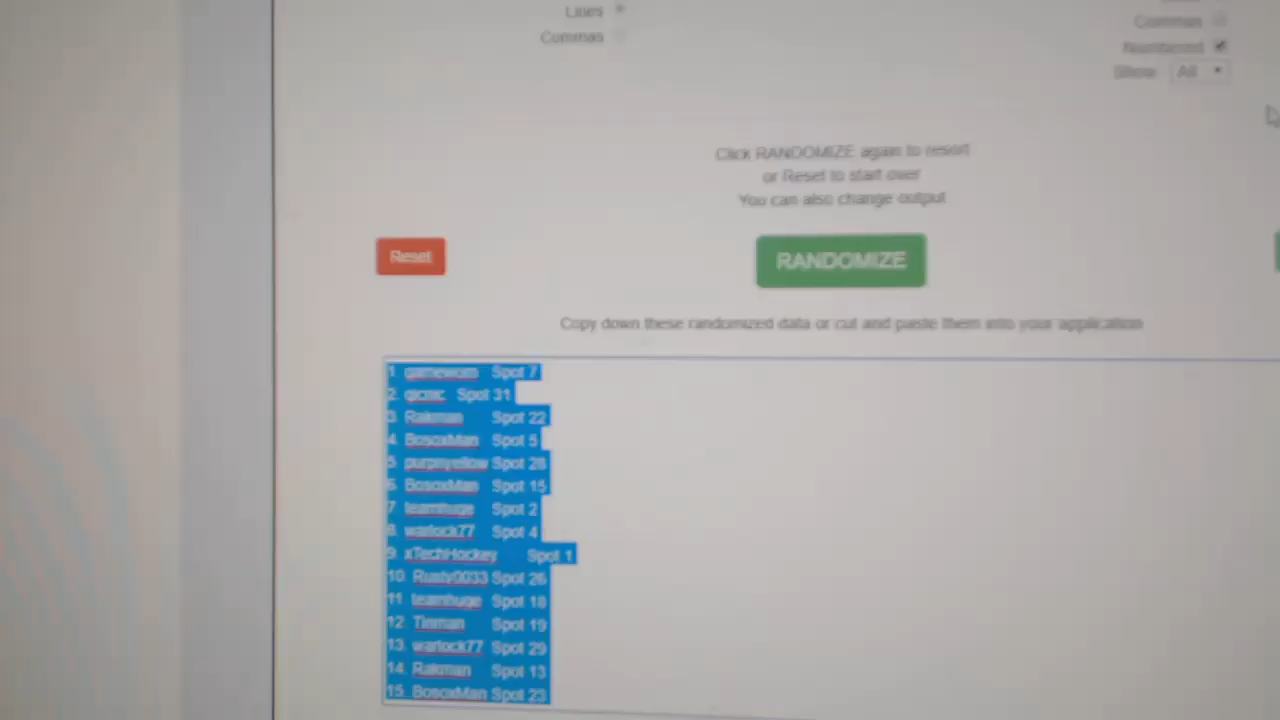 Lines
Commas
Commas
Numbered
Show All
Click RANDOMIZE again to resort
or Reset to start over
You can also change output
Reset
RANDOMIZE
Copy down these randomized data or cut and paste them into your application
1. gameworn Spot 7
2. Spot 31
3. Rakman Spot 22
4. BosoxMan Spot 5
5. purpnyellow Spot 28
6. BosoxMan Spot 15
7. teamhuge Spot 2
8. warlock77 Spot 4
9. xTechHockey Spot 1
10. Rusty0033 Spot 26
11. teamhuge Spot 18
12. Tinman Spot 19
13. warlock77 Spot 29
14. Rakman Spot 13
15. BosoxMan Spot 23